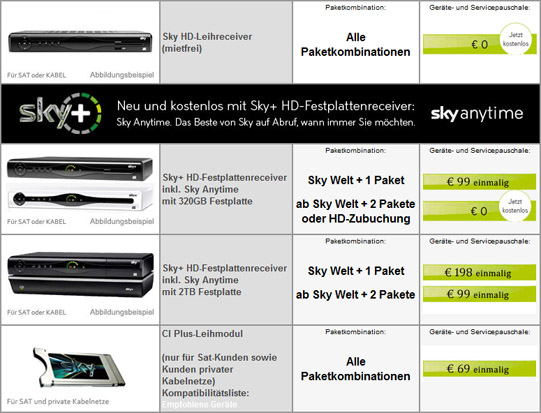 Sky HD-Leihreceiver
(mietfrei)
Paketkombination:
Alle
Paketkombinationen
Geräte- und Servicepauschale:
€ 0
Jetzt
kostenlos
Für SAT oder KABEL
Abbildungsbeispiel
sky+
Neu und kostenlos mit Sky+ HD-Festplattenreceiver:
Sky Anytime. Das Beste von Sky auf Abruf, wann immer Sie möchten.
sky anytime
Sky+ HD-Festplattenreceiver
inkl. Sky Anytime
mit 320GB Festplatte
Paketkombination:
Sky Welt + 1 Paket
ab Sky Welt + 2 Pakete
oder HD-Zubuchung
Geräte- und Servicepauschale:
€ 99 einmalig
€ 0
Jetzt
kostenlos
Für SAT oder KABEL
Abbildungsbeispiel
Sky+ HD-Festplattenreceiver
inkl. Sky Anytime
mit 2TB Festplatte
Paketkombination:
Sky Welt + 1 Paket
ab Sky Welt + 2 Pakete
Geräte- und Servicepauschale:
€ 198 einmalig
€ 99 einmalig
Für SAT oder KABEL
Abbildungsbeispiel
CI Plus-Leihmodul
(nur für Sat-Kunden sowie
Kunden privater
Kabelnetze)
Kompatibilitätsliste:
Empfohlene Geräte
Paketkombination:
Alle
Paketkombinationen
Geräte- und Servicepauschale:
€ 69 einmalig
Für SAT und private Kabelnetze
Abbildungsbeispiel